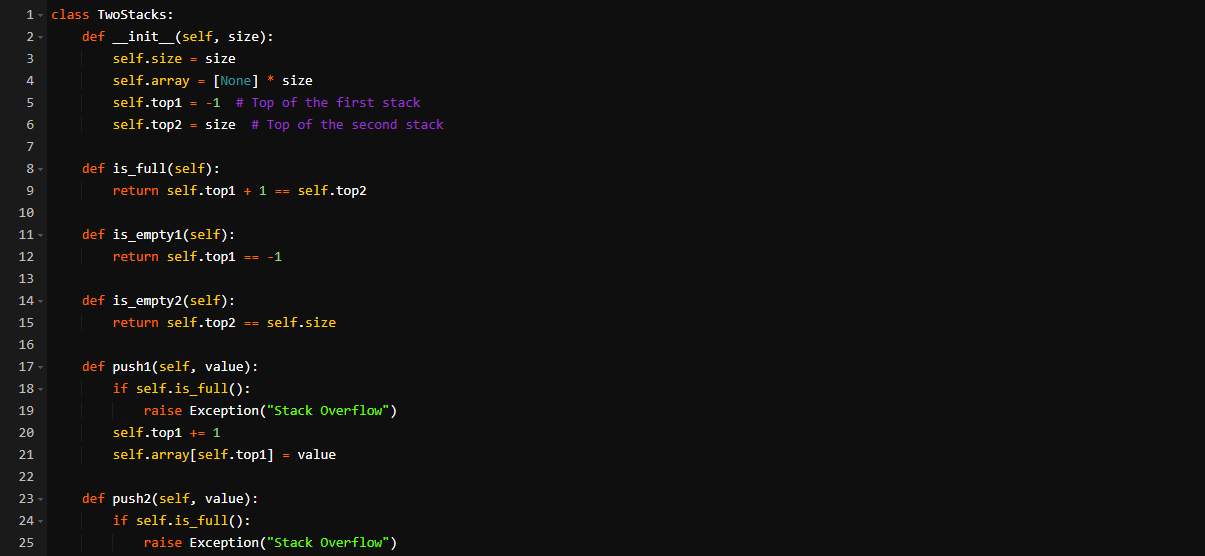 1 class TwoStacks:
2     def __init__(self, size):
3         self.size = size
4         self.array = [None] * size
5         self.top1 = -1  # Top of the first stack
6         self.top2 = size  # Top of the second stack
7
8     def is_full(self):
9         return self.top1 + 1 == self.top2
10
11     def is_empty1(self):
12         return self.top1 == -1
13
14     def is_empty2(self):
15         return self.top2 == self.size
16
17     def push1(self, value):
18         if self.is_full():
19             raise Exception("Stack Overflow")
20         self.top1 += 1
21         self.array[self.top1] = value
22
23     def push2(self, value):
24         if self.is_full():
25             raise Exception("Stack Overflow")